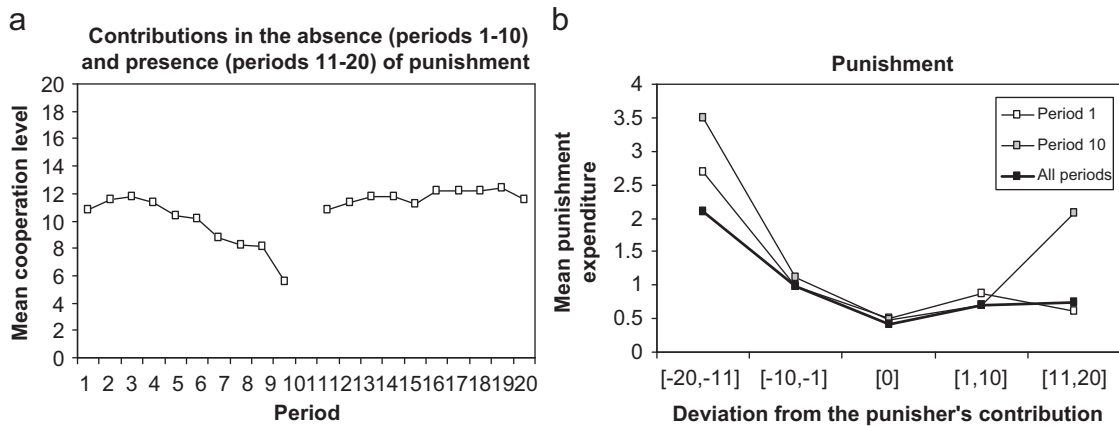 a
Contributions in the absence (periods 1-10)
and presence (periods 11-20) of punishment
20
18
16
14
12
10
8
6
4
2
0
Mean cooperation level
1 2 3 4 5 6 7 8 9 10 11 12 13 14 15 16 17 18 19 20
Period
b
Punishment
4
3.5
3
2.5
2
1.5
1
0.5
0
Mean punishment
expenditure
Period 1
Period 10
All periods
[-20,-11] [-10,-1] [0] [1,10] [11,20]
Deviation from the punisher's contribution